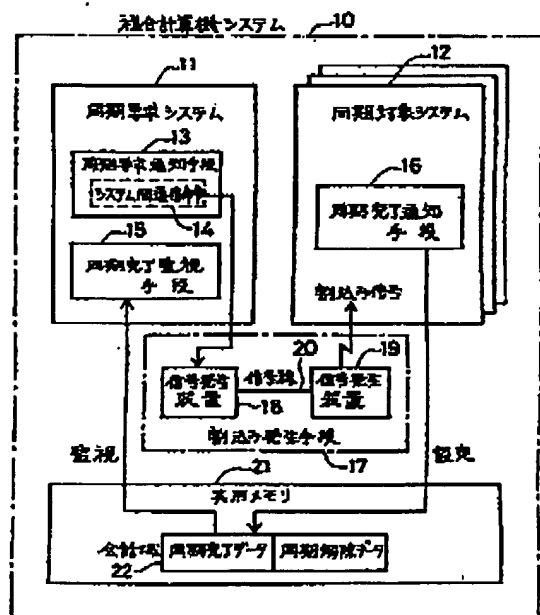 複合計算機システム
10
11
同期要求システム
13
同期要求通知手段
システム間通信命令
14
15
同期完了監視
手段
12
同期対象システム
16
同期完了通知
手段
割込み信号
信号発生
装置
18
信号線
20
19
信号発生
装置
割込み発生手段
17
監視
設定
21
共用メモリ
22
同期完了データ
同期解除データ